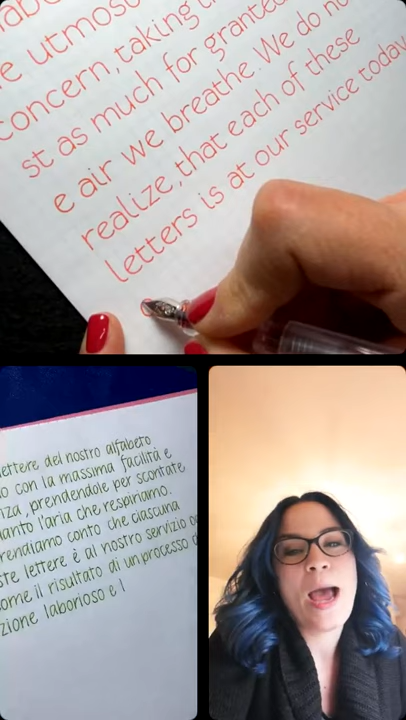 e utmost
concern, taking
st as much for granted
e air we breathe. We do no
realize, that each of these
letters is at our service today
lettere del nostro alfabeto
o con la massima facilità e
iza, prendendole per scontate
uanto l'aria che respiriamo.
rendiamo conto che ciascuna
ste lettere è al nostro servizio o
ome il risultato di un processo d
zione laborioso e l